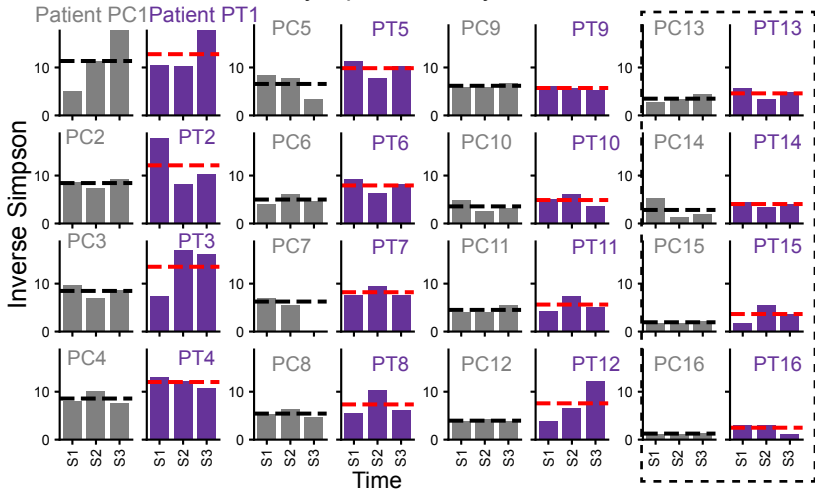 Patient PC1 Patient PT1 PC5 PT5 PC9 PT9 PC13 PT13
10 10 10 10
0 0 0 0
PC2 PT2 PC6 PT6 PC10 PT10 PC14 PT14
10 10 10 10
0 0 0 0
PC3 PT3 PC7 PT7 PC11 PT11 PC15 PT15
10 10 10 10
0 0 0 0
PC4 PT4 PC8 PT8 PC12 PT12 PC16 PT16
10 10 10 10
0 0 0 0
S1 S2 S3 S1 S2 S3 S1 S2 S3 S1 S2 S3 S1 S2 S3 S1 S2 S3 S1 S2 S3 S1 S2 S3
Inverse Simpson
Time